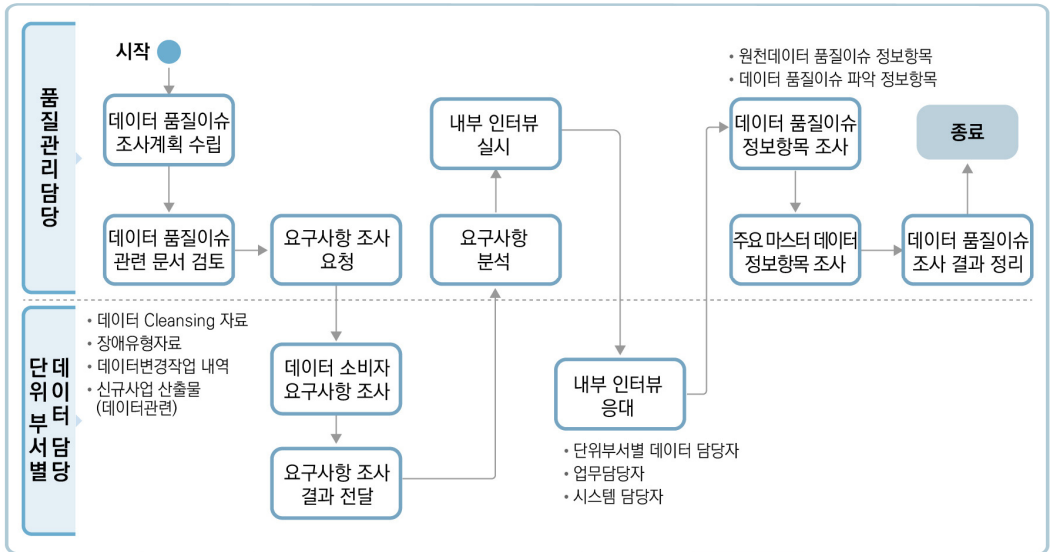 품질관리담당
시작
데이터 품질이슈
조사계획 수립
데이터 품질이슈
관련 문서 검토
요구사항 조사
요청
내부 인터뷰
실시
요구사항
분석
• 원천데이터 품질이슈 정보항목
• 데이터 품질이슈 파악 정보항목
데이터 품질이슈
정보항목 조사
종료
주요 마스터 데이터
정보항목 조사
데이터 품질이슈
조사 결과 정리
단위 부서별
데이터 담당
• 데이터 Cleansing 자료
• 장애유형자료
• 데이터변경작업 내역
• 신규사업 산출물
(데이터관련)
데이터 소비자
요구사항 조사
요구사항 조사
결과 전달
내부 인터뷰
응대
• 단위부서별 데이터 담당자
• 업무담당자
• 시스템 담당자